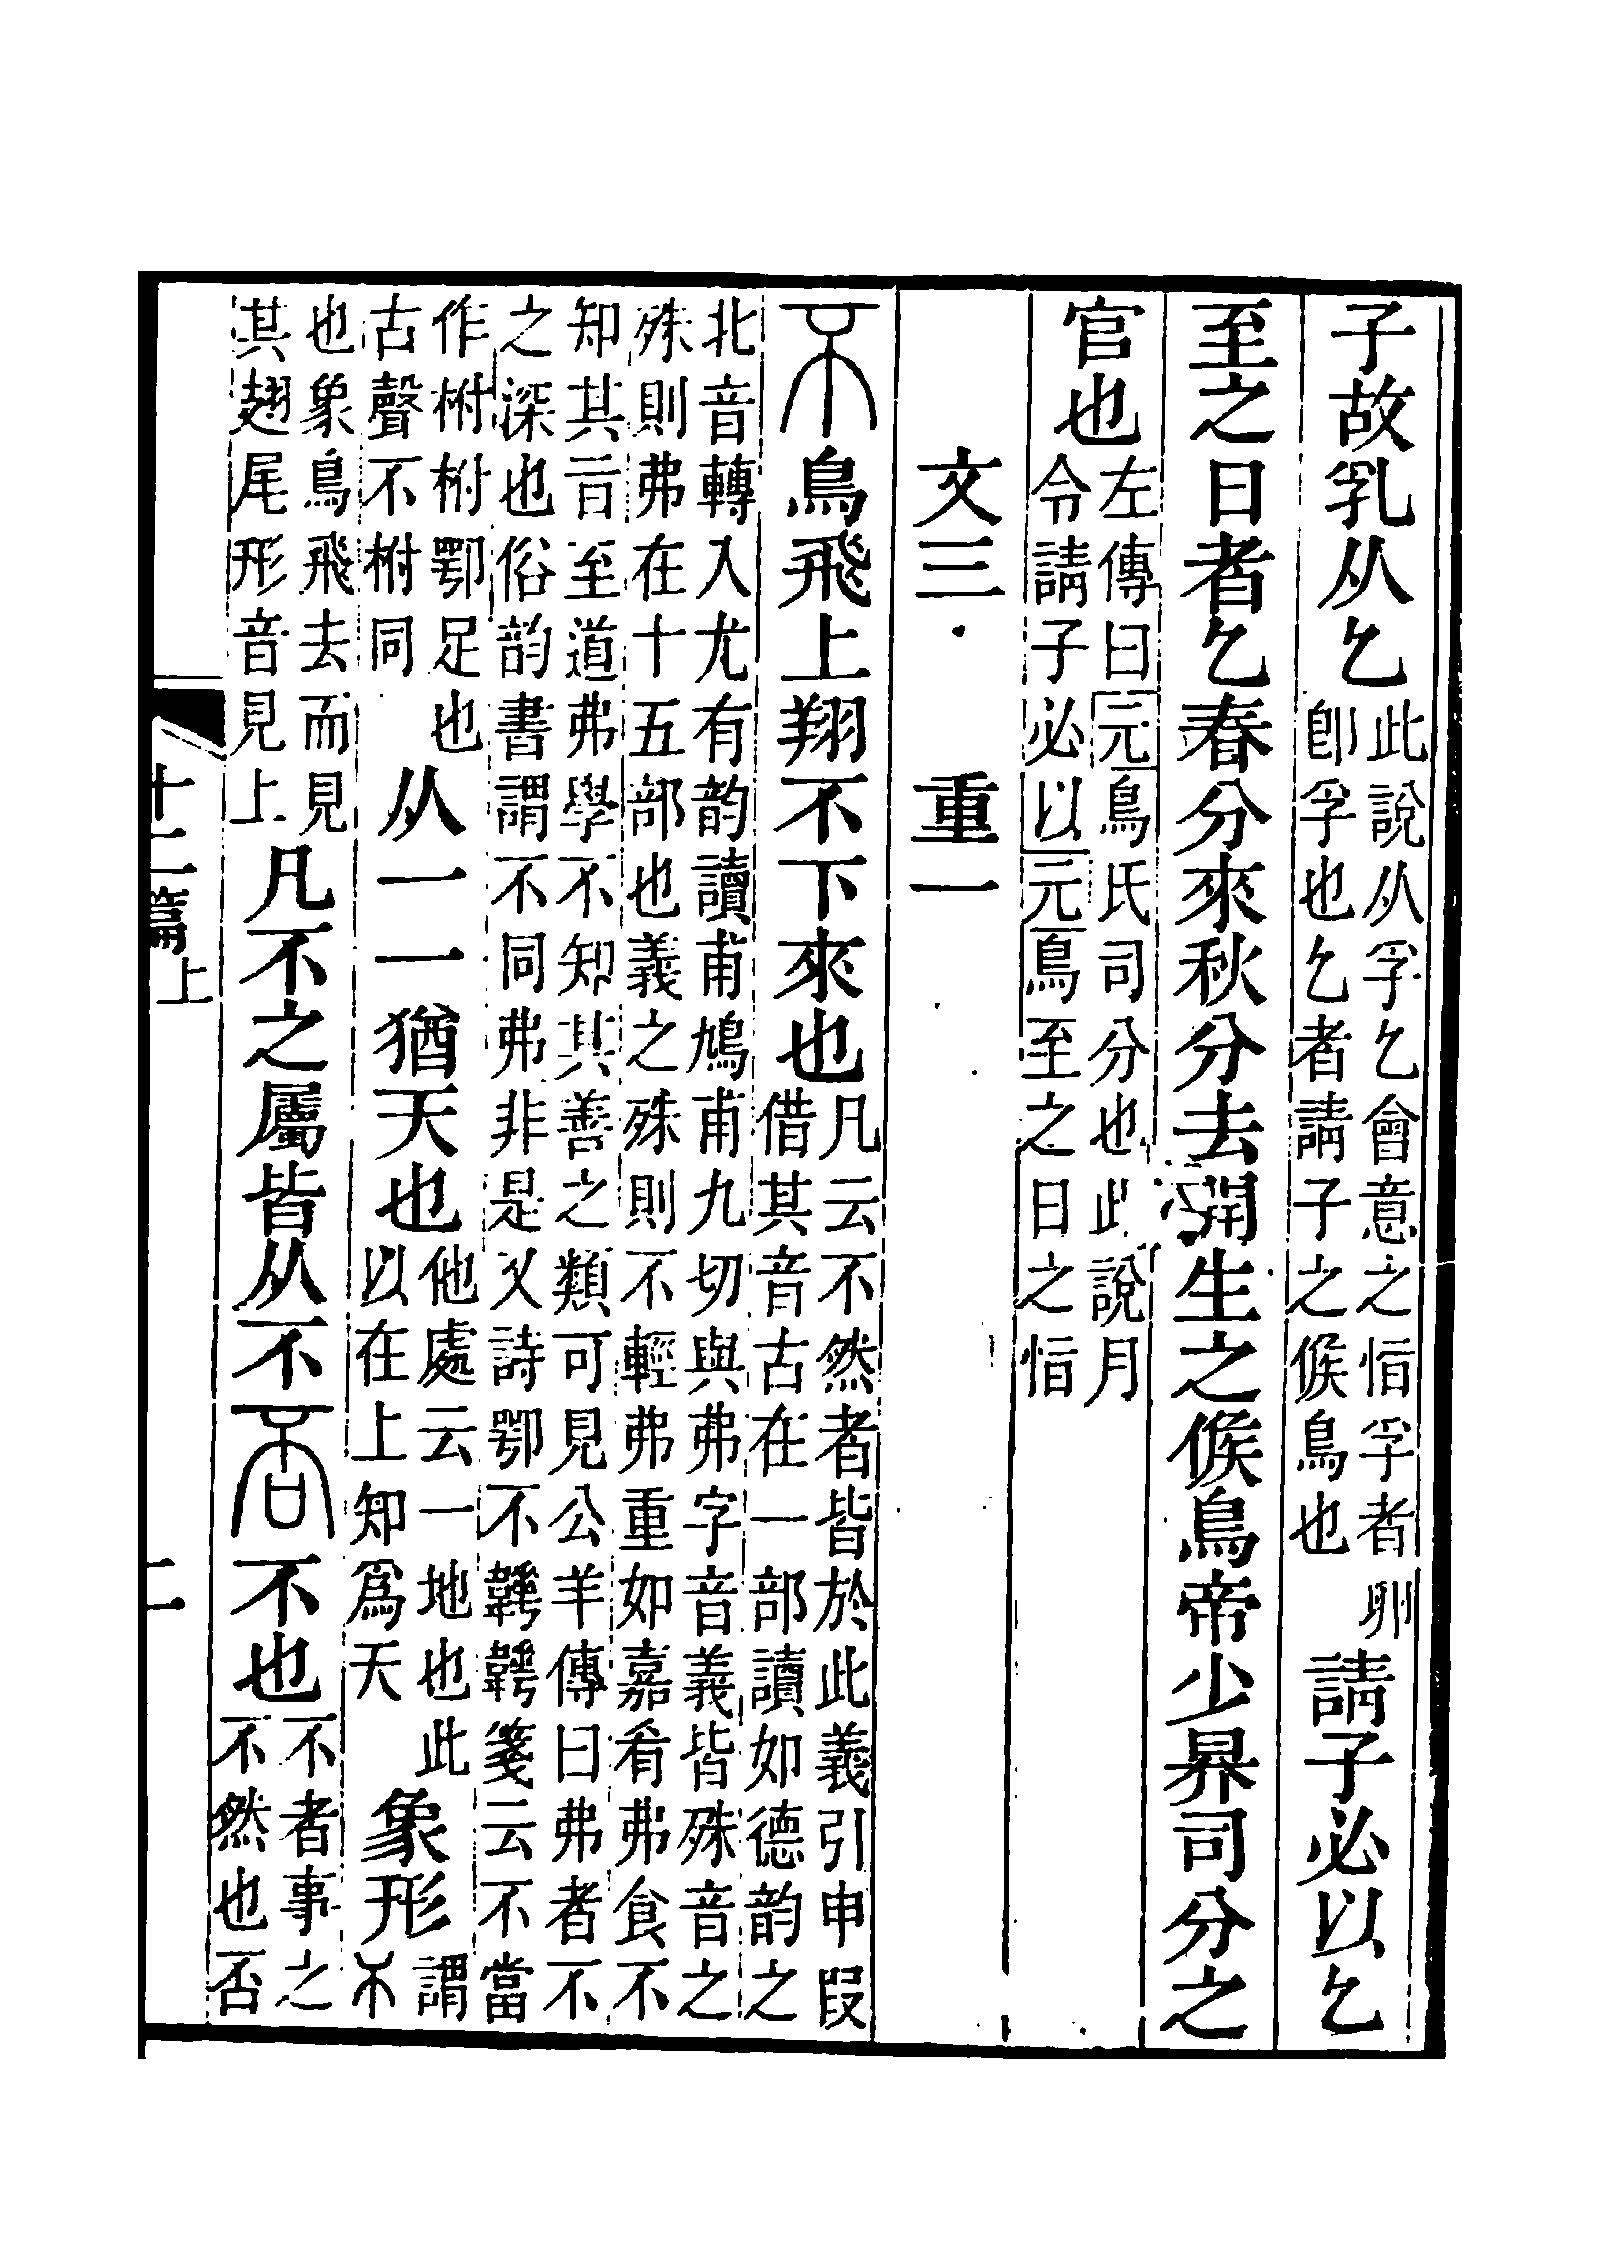 子故乳从乞此說从孚乞會意之恉孚者卵卽孚也乞者請子之候鳥也請子必以乞
至之日者乞春分來秋分去開生之候鳥帝少昦司分之
官也左傳曰元鳥氏司分也此說月令請子必以元鳥至之日之恉
文三　重一
不鳥飛上翔不下來也凡云不然者皆於此義引申叚借其音古在一部讀如德韵之
北音轉入尤有韵讀甫鳩甫九切與弗字音義皆殊音之殊則弗在十五部也義之殊則不輕弗重如嘉肴弗食不
知其旨至道弗學不知其善之類可見公羊傳曰弗者不之深也俗韵書謂不同弗非是又詩鄂不韡韡箋云不當
作柎柎鄂足也古聲不柎同从一一猶天也他處云一地也此以在上知爲天象形謂不
也象鳥飛去而見其翅尾形音見上凡不之屬皆从不否不也不者事之不然也否
十二篇上　二